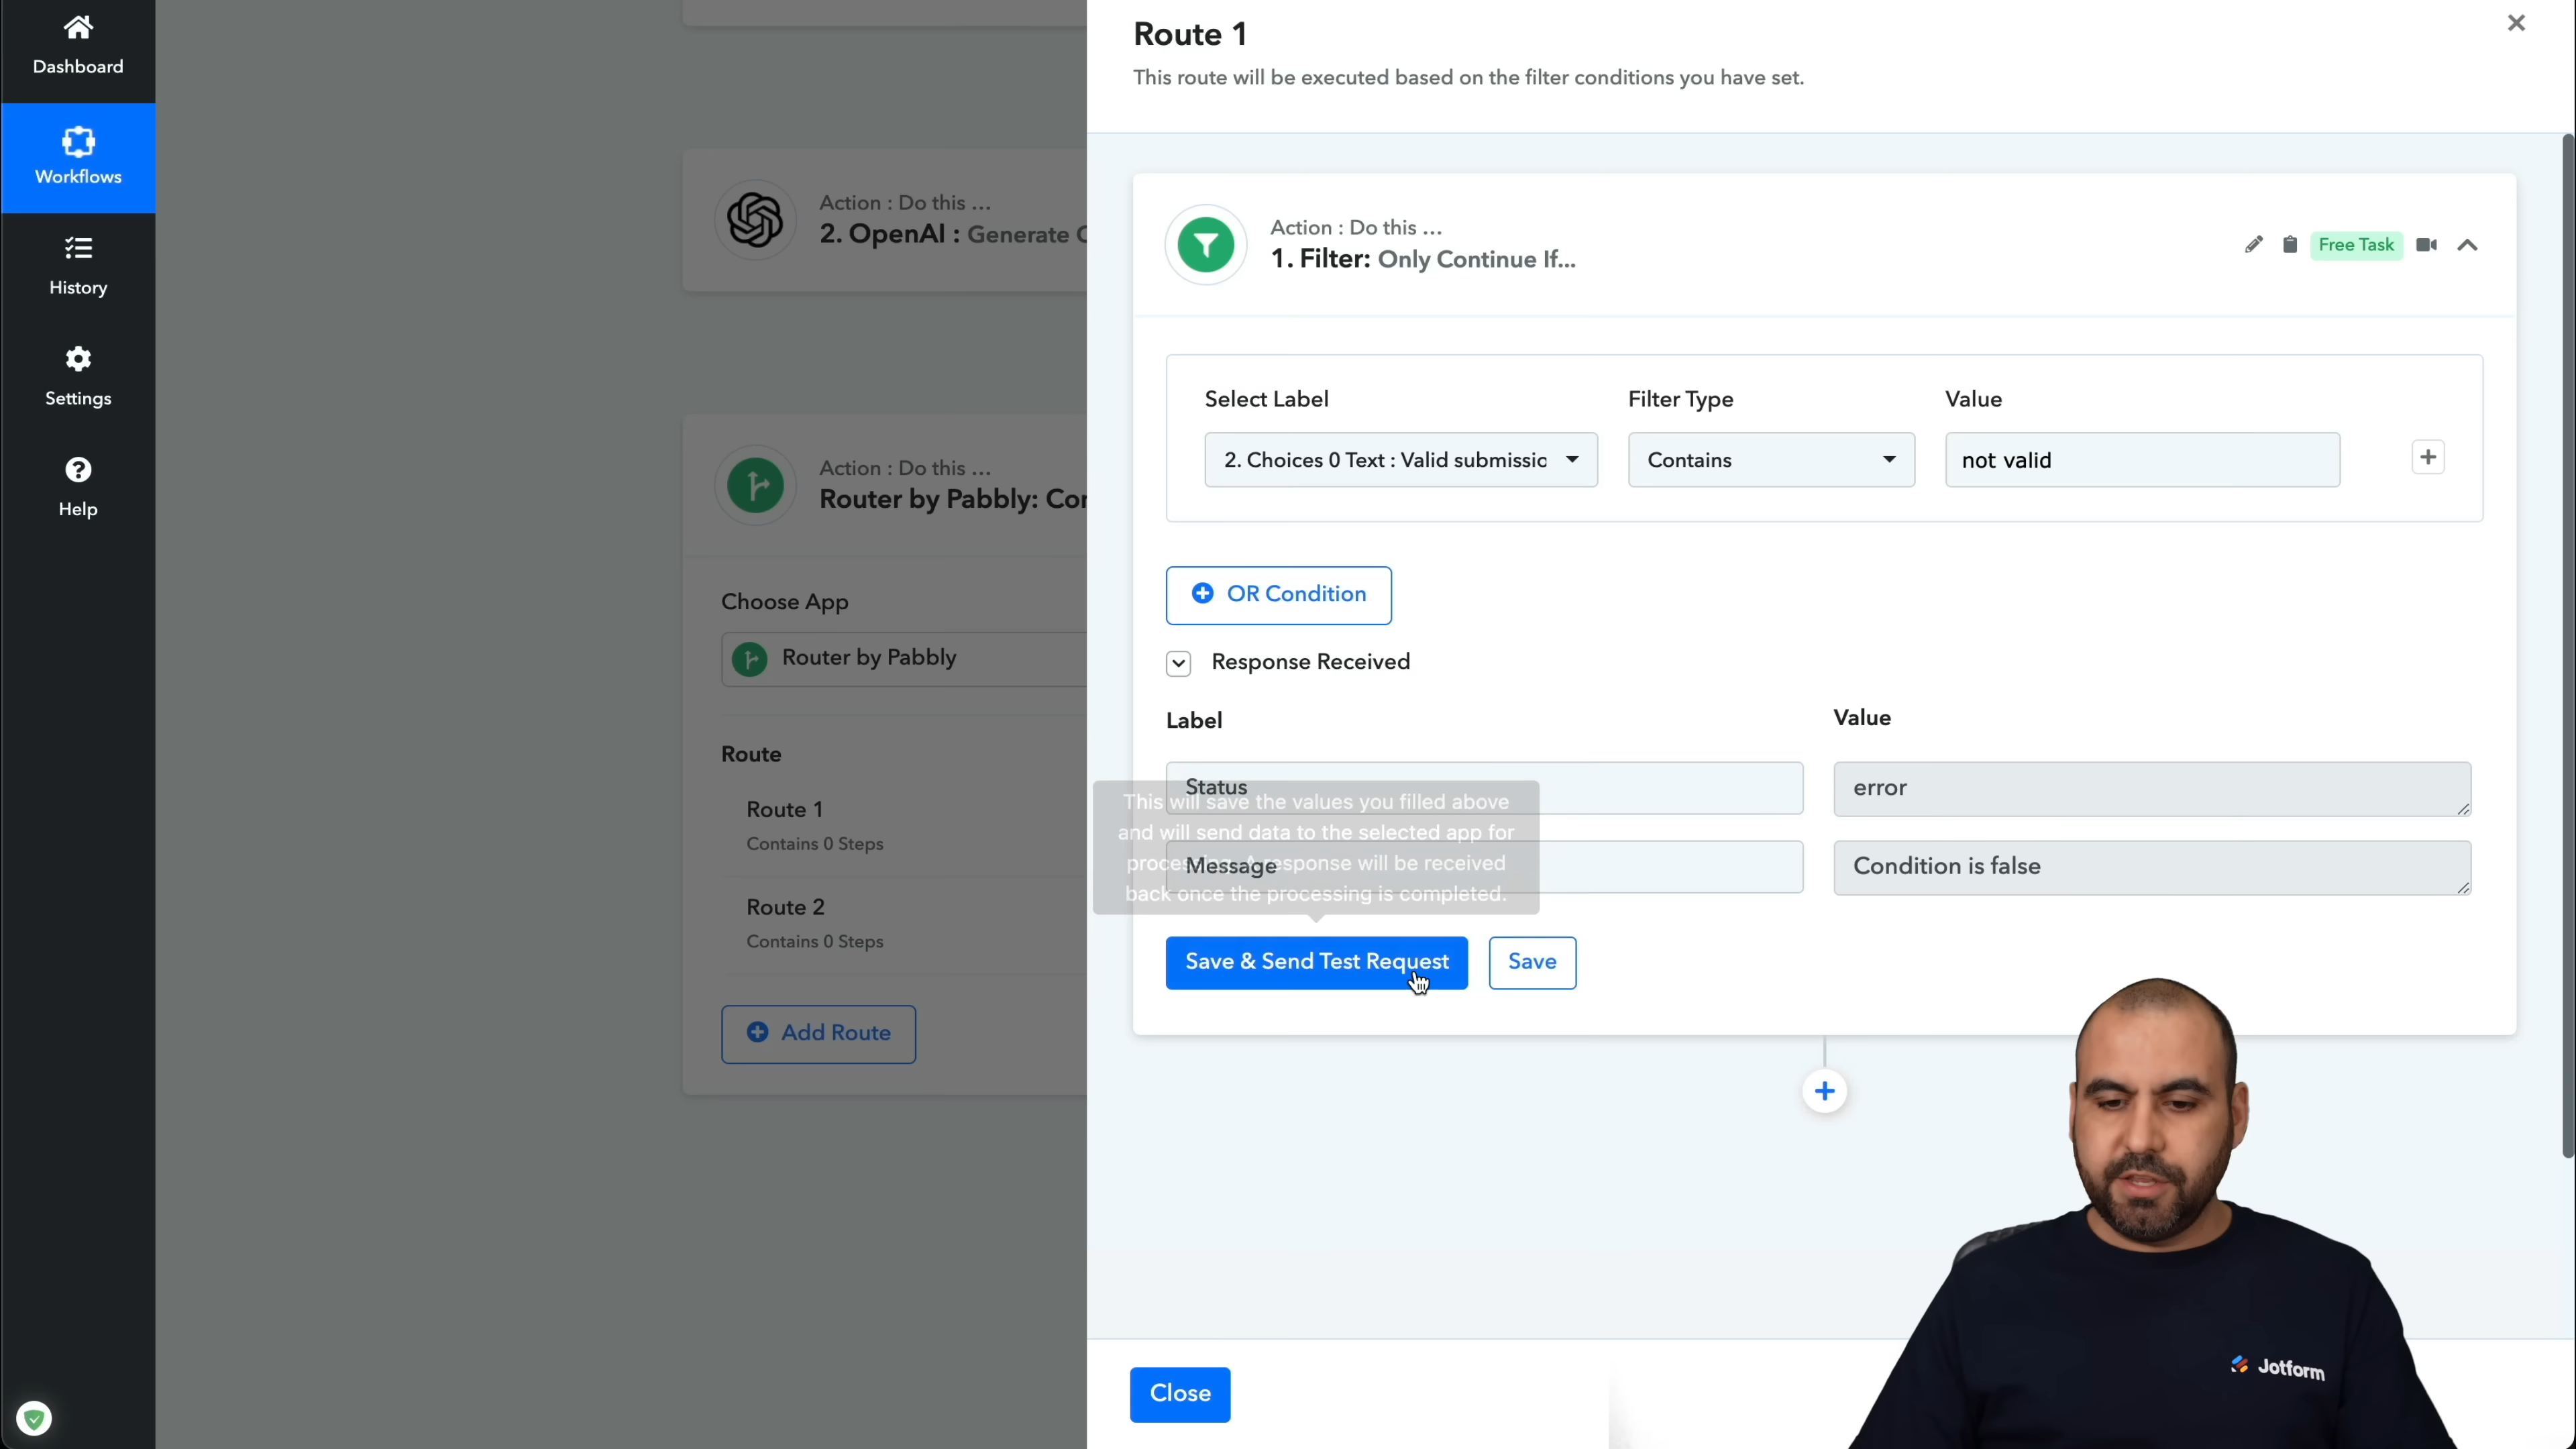 Dashboard
Workflows
History
Settings
Help
Action : Do this ...
2. OpenAI : Generate C
Action : Do this ...
Router by Pabbly: Cor
Choose App
Router by Pabbly
Route
Route 1
Contains 0 Steps
Route 2
Contains 0 Steps
Add Route
Route 1
This route will be executed based on the filter conditions you have set.
Action : Do this ...
1. Filter: Only Continue If...
Free Task
Select Label
Filter Type
Value
2. Choices 0 Text : Valid submissic
Contains
not valid
OR Condition
Response Received
Label
Value
Status
error
Message
Condition is false
This will save the values you filled above
and will send data to the selected app for
processing. A response will be received
back once the processing is completed.
Save & Send Test Request
Save
Close
Jotform